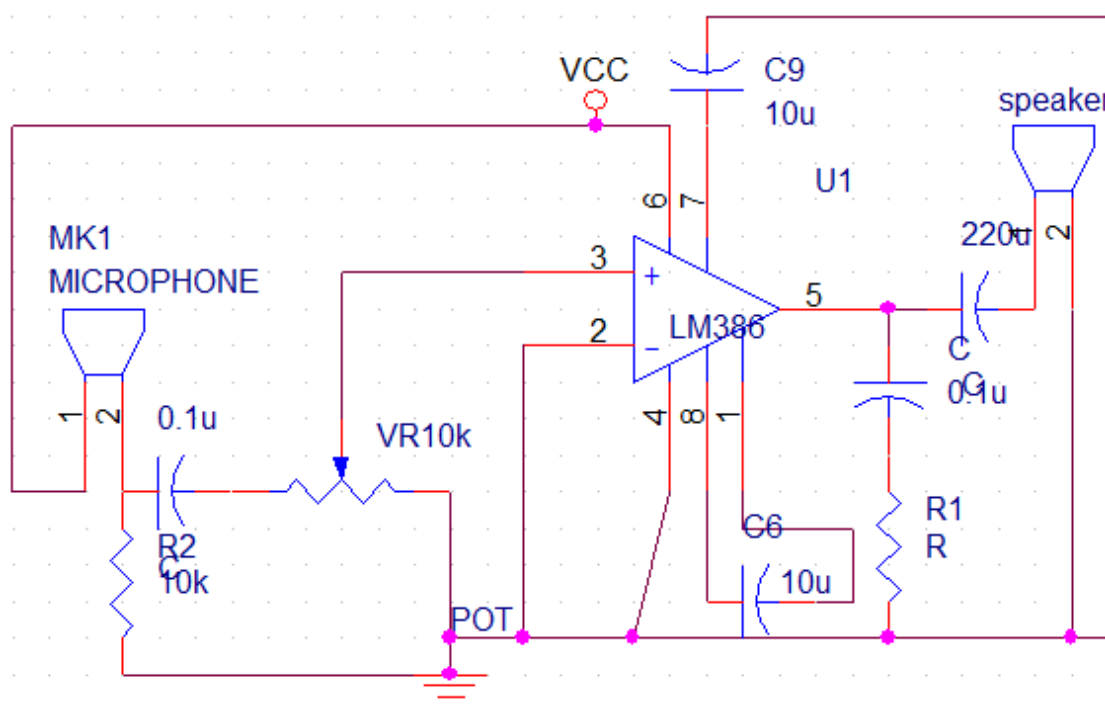 VCC
C9
10u
speaker
U1
6
7
MK1
MICROPHONE
3
+
220u
1
2
5
LM386
2
−
C
C
0.1u
1
2
0.1u
4
8
1
VR10k
R1
R
C6
R2
C
10k
10u
POT